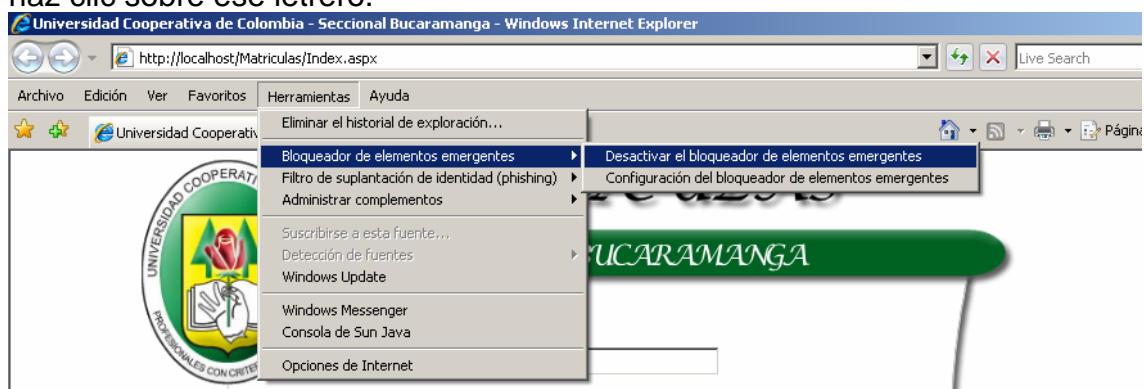 haz clic sobre ese letrero.
Universidad Cooperativa de Colombia - Seccional Bucaramanga - Windows Internet Explorer
http://localhost/Matriculas/Index.aspx
Live Search
Archivo Edición Ver Favoritos Herramientas Ayuda
Universidad Cooperativ
Página
Eliminar el historial de exploración...
Bloqueador de elementos emergentes
Desactivar el bloqueador de elementos emergentes
Filtro de suplantación de identidad (phishing)
Configuración del bloqueador de elementos emergentes
Administrar complementos
Suscribirse a esta fuente...
Detección de fuentes
Windows Update
Windows Messenger
Consola de Sun Java
Opciones de Internet
UNIVERSIDAD COOPERATI
PROFESIONALES CON CRITE
UCARAMANGA